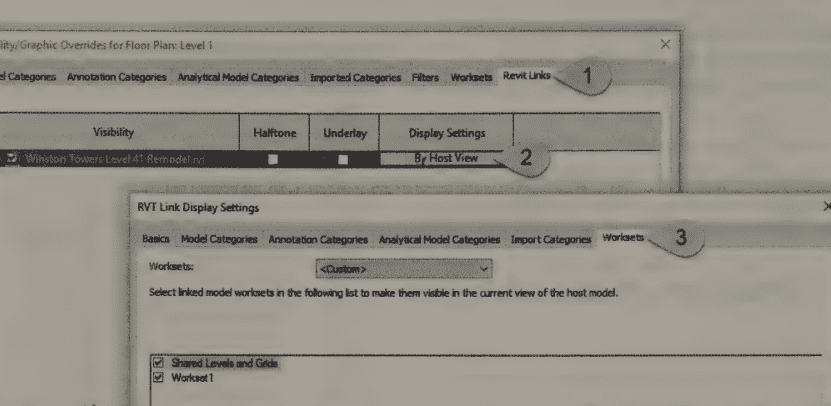 lity/Graphic Overrides for Floor Plan: Level 1
el Categories Annotation Categories Analytical Model Categories Imported Categories Filters Worksets Revit Links 1
Visibility Halftone Underlay Display Settings
Winston Towers Level 41 Remodel.rvt By Host View 2
RVT Link Display Settings
Basics Model Categories Annotation Categories Analytical Model Categories Import Categories Worksets 3
Worksets: <Custom>
Select linked model worksets in the following list to make them visible in the current view of the host model.
Shared Levels and Grids
Workset1